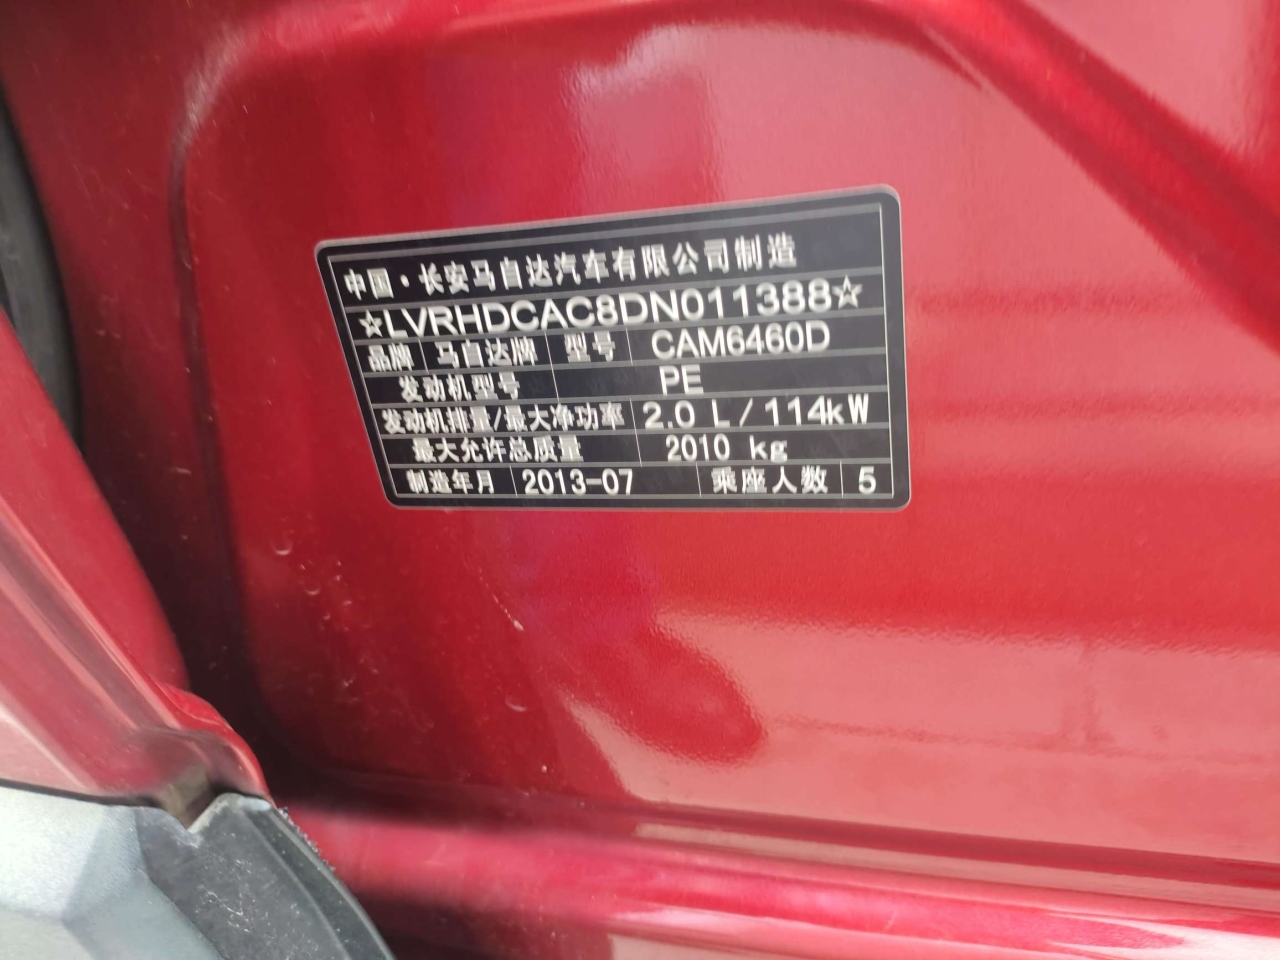 中国·长安马自达汽车有限公司制造
☆LVRHDCAC8DN011388☆
品牌 马自达牌 型号 CAM6460D
发动机型号 PE
发动机排量/最大净功率 2.0 L/114kW
最大允许总质量 2010 kg
制造年月 2013-07 乘座人数 5